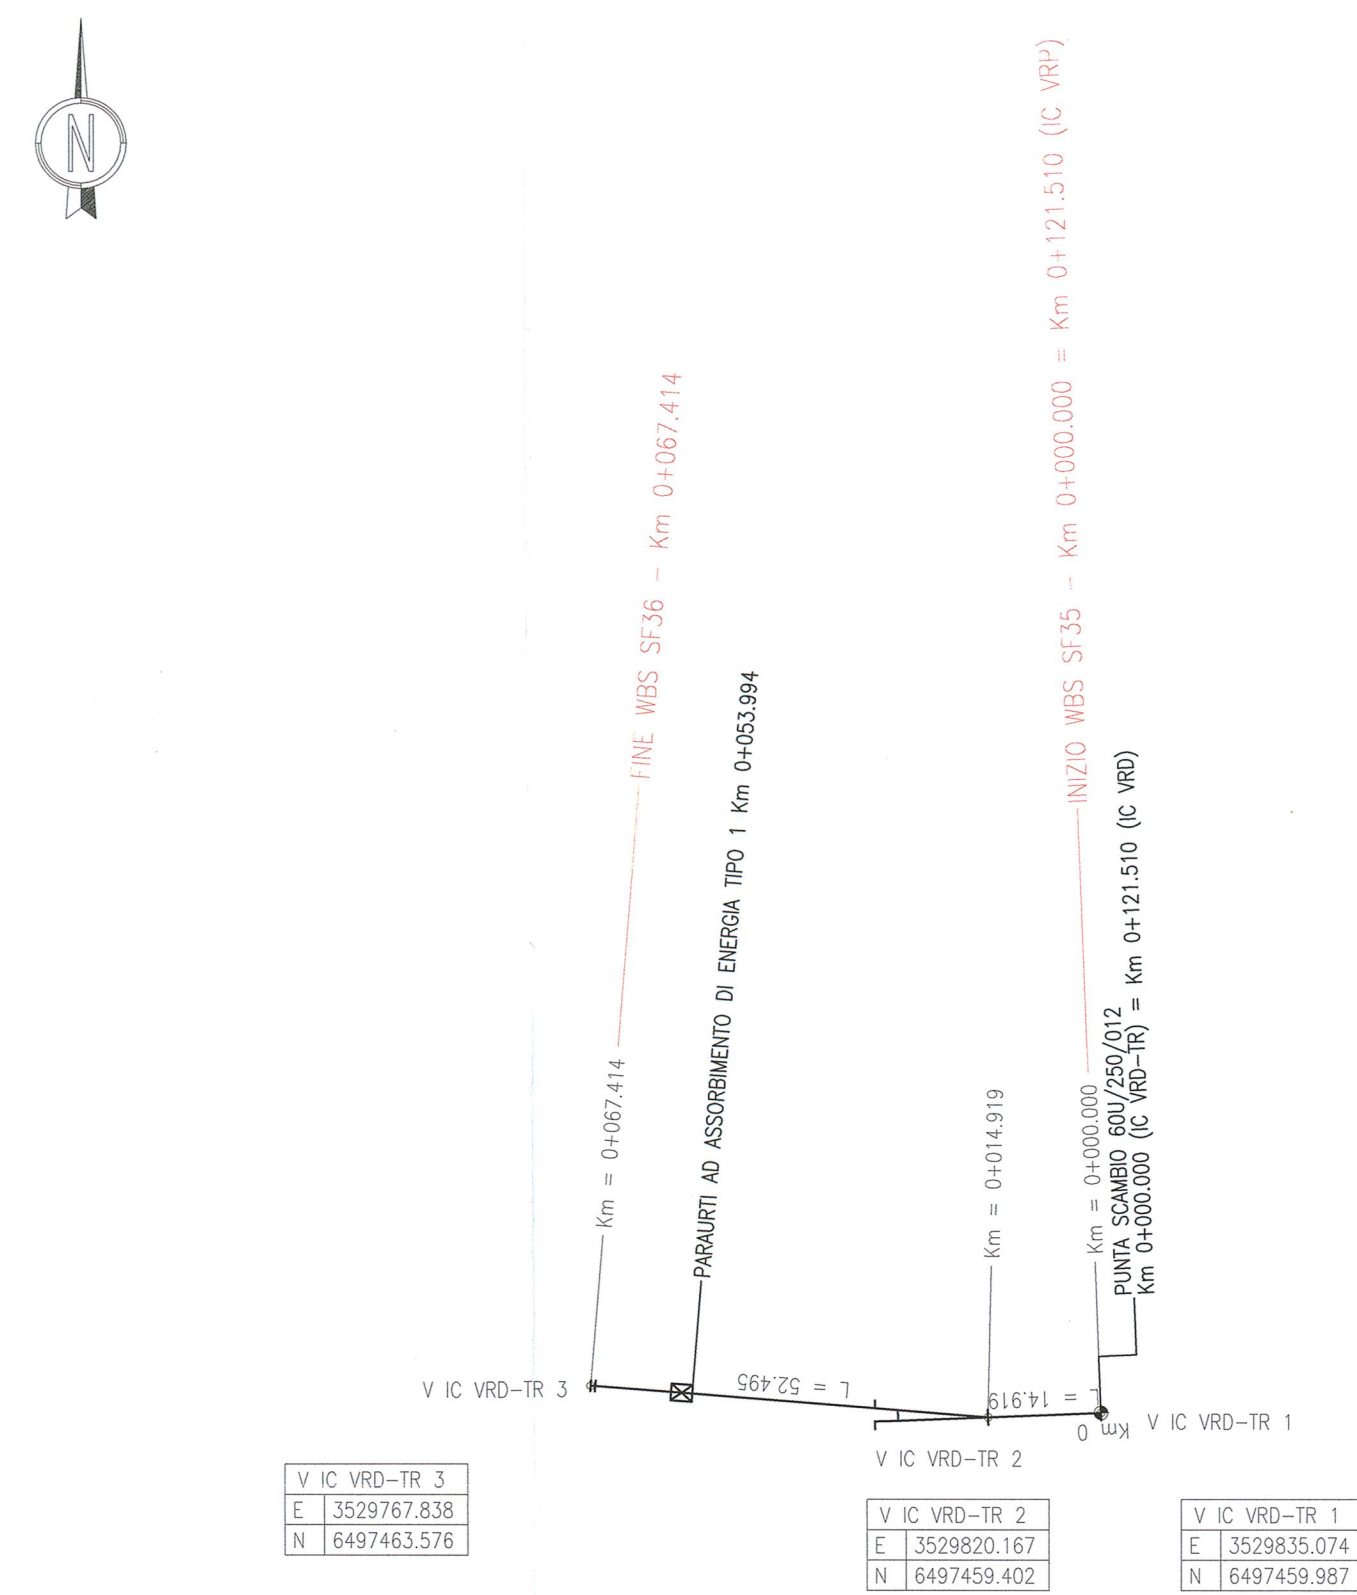 N
FINE WBS SF36 - Km 0+067.414
Km = 0+067.414
PARAURTI AD ASSORBIMENTO DI ENERGIA TIPO 1 Km 0+053.994
Km = 0+014.919
INIZIO WBS SF35 - Km 0+000.000 = Km 0+121.510 (IC VRP)
Km = 0+000.000
PUNTA SCAMBIO 60U/250/012
Km 0+000.000 (IC VRD-TR) = Km 0+121.510 (IC VRD)
V IC VRD-TR 3
L = 52.495
L = 14.919
Km 0
V IC VRD-TR 1
V IC VRD-TR 2
V IC VRD-TR 3
E 3529767.838
N 6497463.576
V IC VRD-TR 2
E 3529820.167
N 6497459.402
V IC VRD-TR 1
E 3529835.074
N 6497459.987